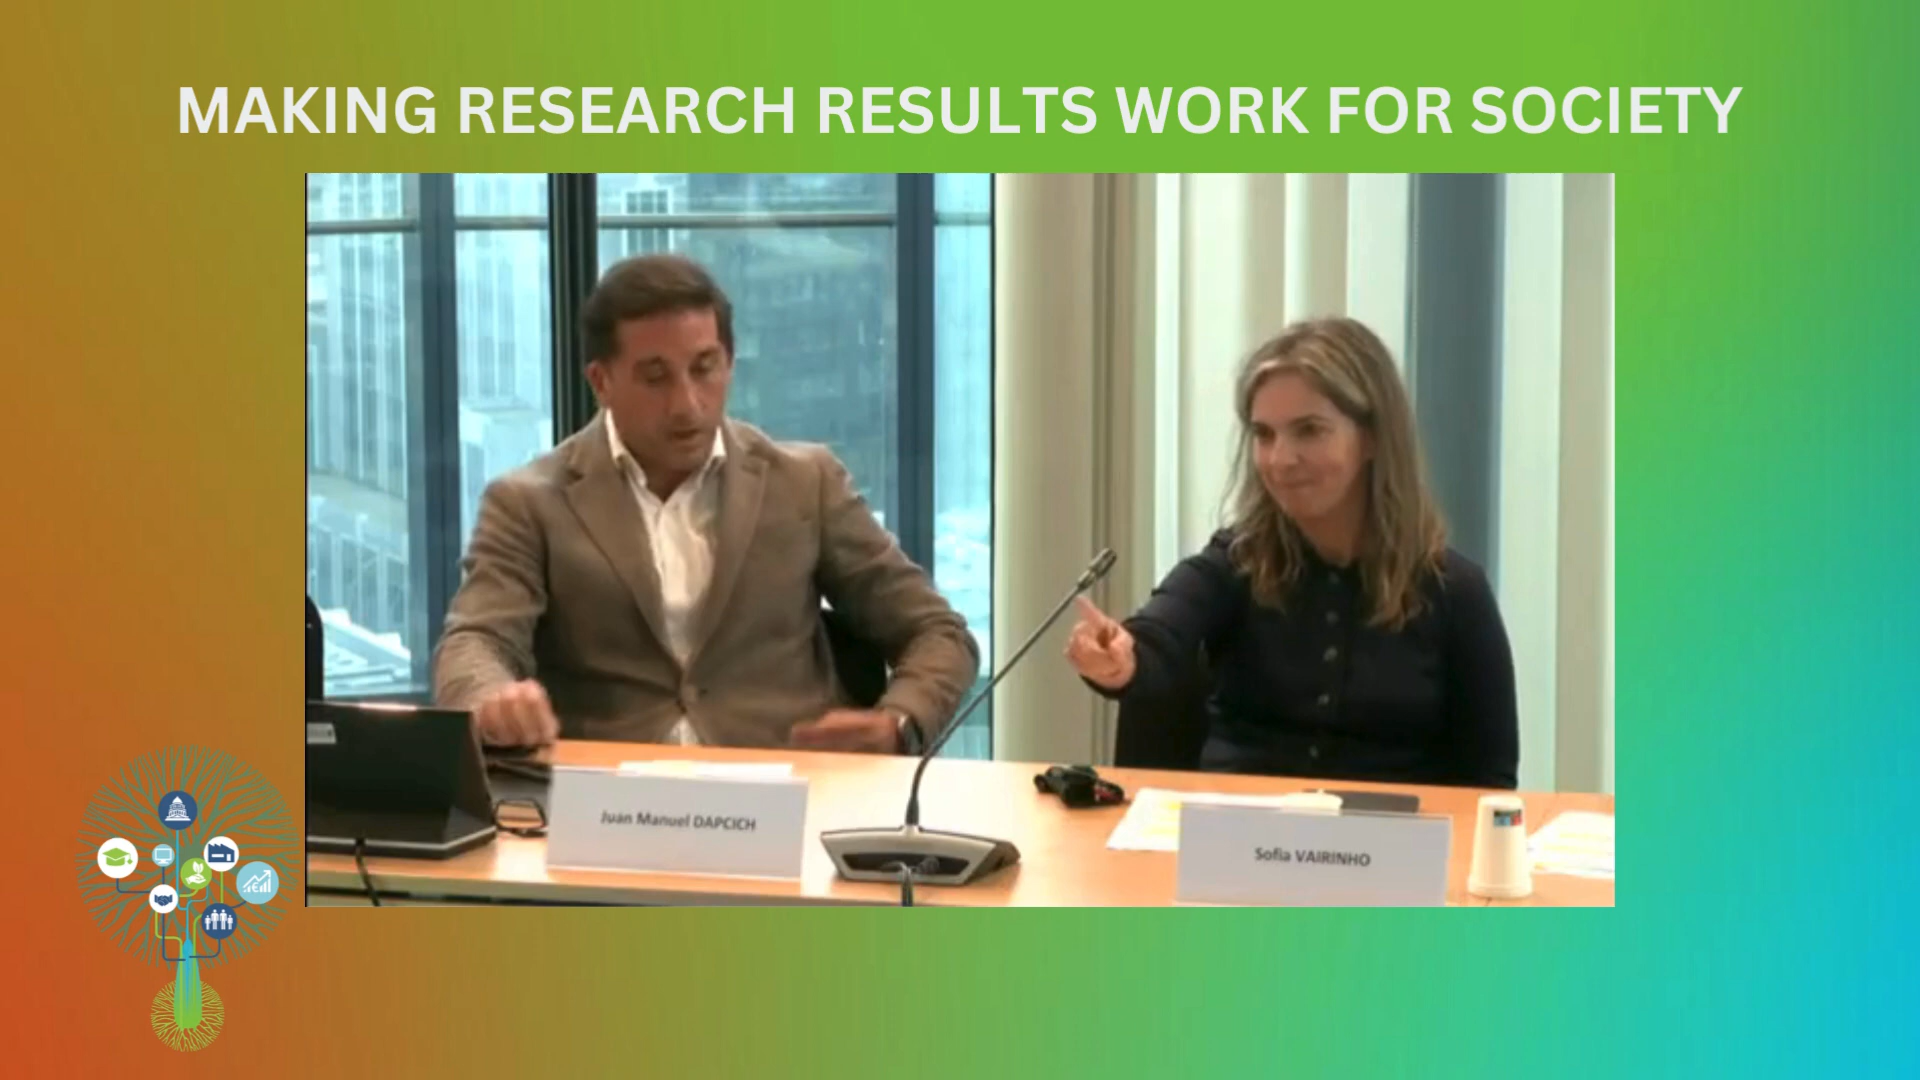 MAKING RESEARCH RESULTS WORK FOR SOCIETY
Juan Manuel DAPCICH
Sofia VAIRINHO